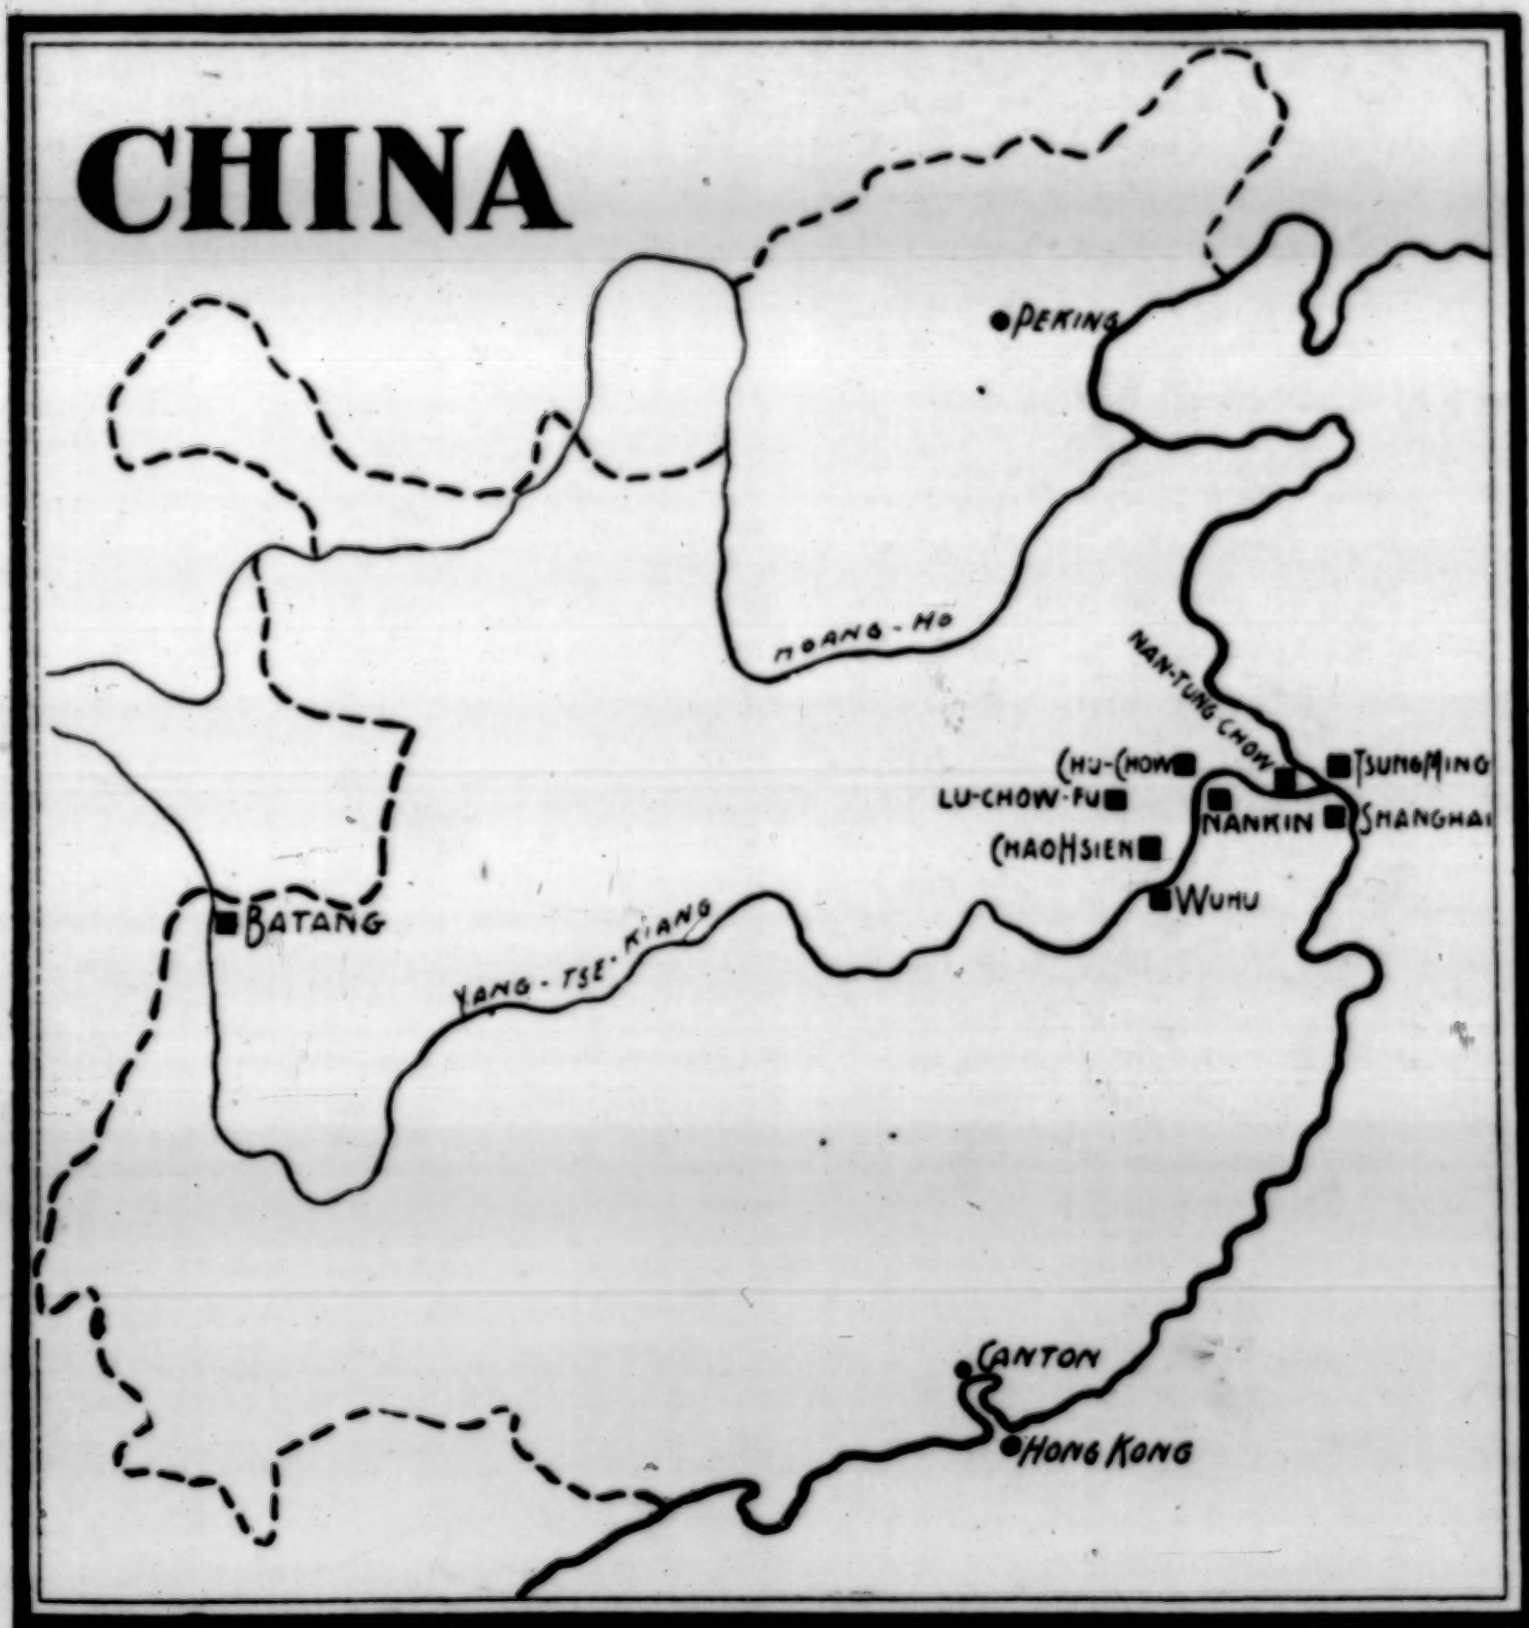 CHINA
PEKING
HOANG-HO
NAN-TUNG CHOW
CHU-CHOW
TSUNGMING
LU-CHOW-FU
NANKIN
SHANGHAI
CHAOHSIEN
WUHU
BATANG
YANG-TSE-KIANG
CANTON
HONG KONG